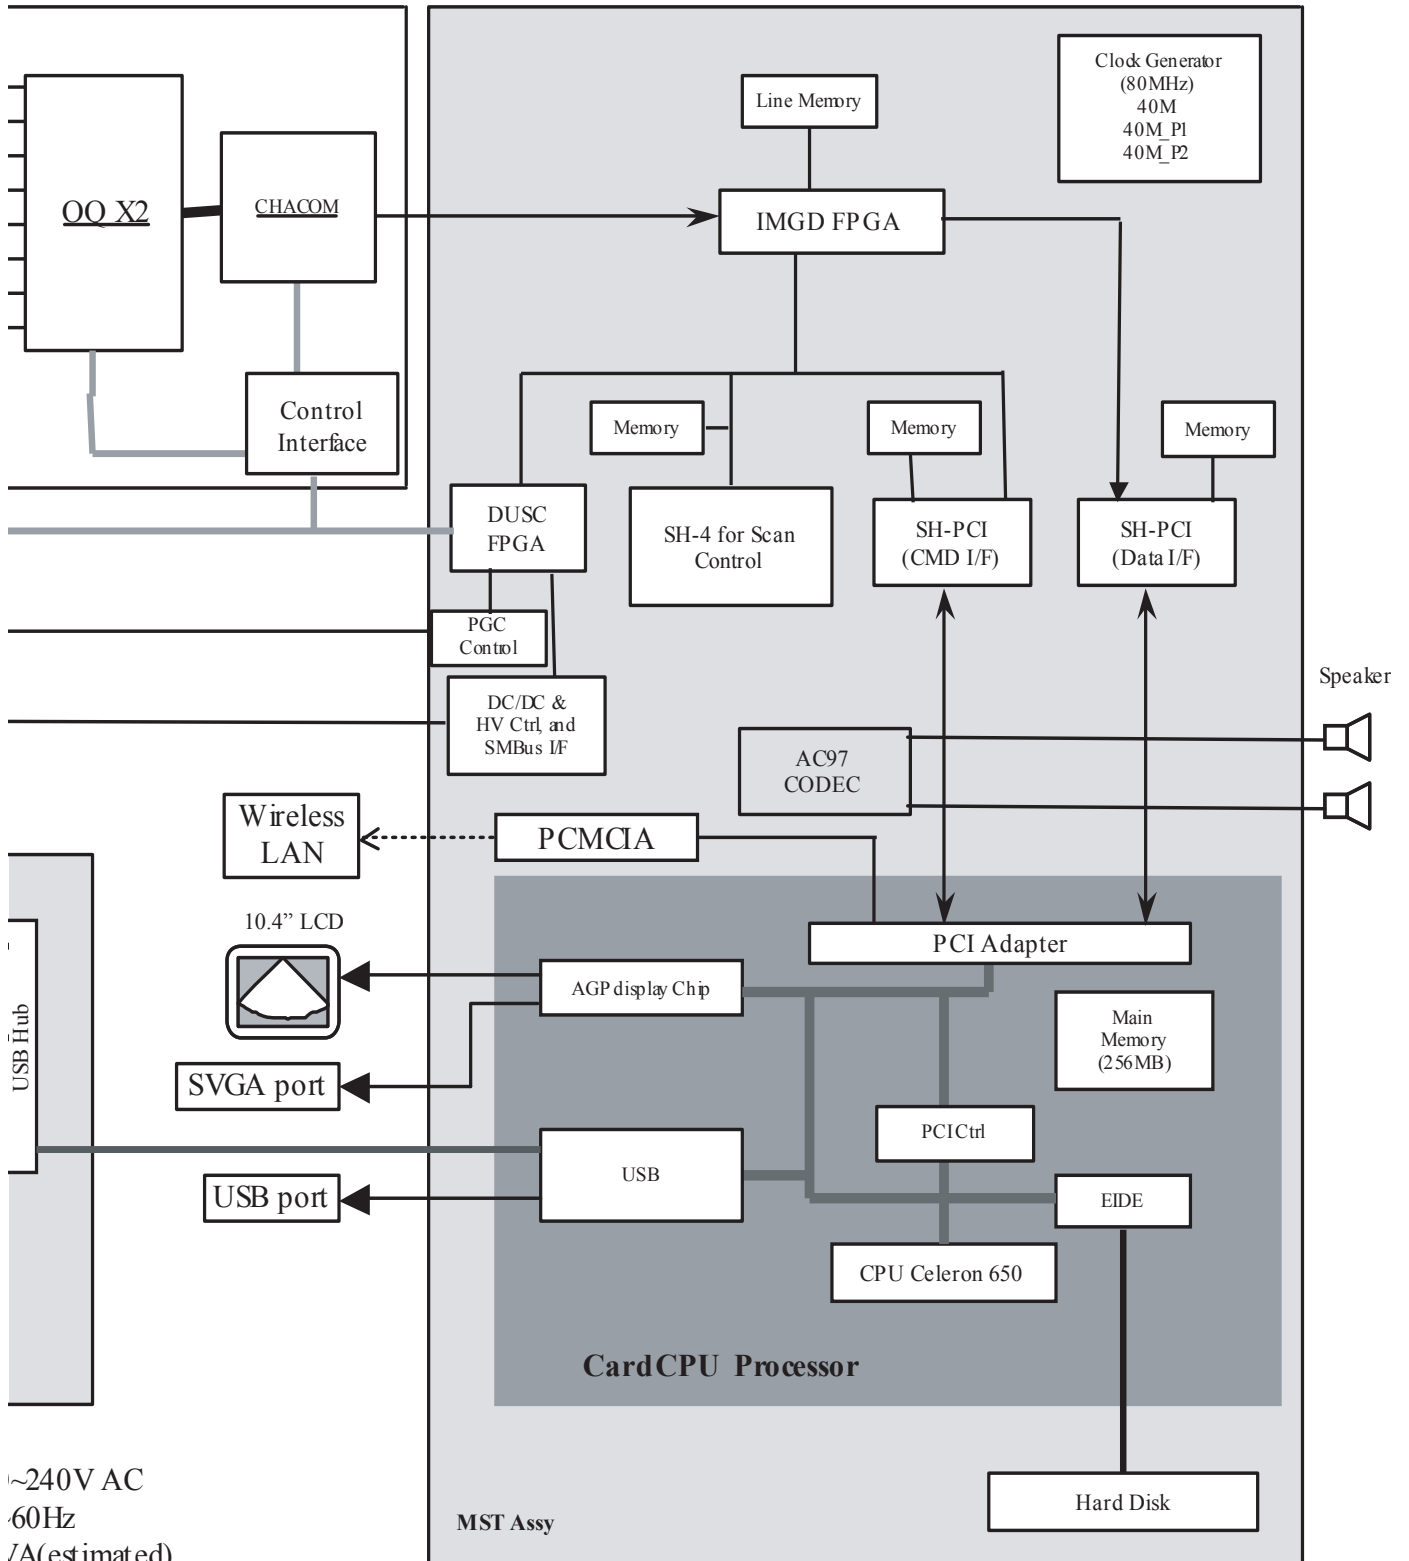 Clock Generator
(80MHz)
40M
40M_P1
40M_P2
Line Memory
OQ X2
CHACOM
IMGD FPGA
Control
Interface
Memory
Memory
Memory
DUSC
FPGA
SH-4 for Scan
Control
SH-PCI
(CMD I/F)
SH-PCI
(Data I/F)
PGC
Control
DC/DC &
HV Ctrl, and
SMBus I/F
Speaker
AC97
CODEC
Wireless
LAN
PCMCIA
10.4” LCD
PCI Adapter
AGP display Chip
Main
Memory
(256MB)
USB Hub
SVGA port
PCI Ctrl
USB
USB port
EIDE
CPU Celeron 650
CardCPU Processor
~240V AC
60Hz
VA(estimated)
Hard Disk
MST Assy